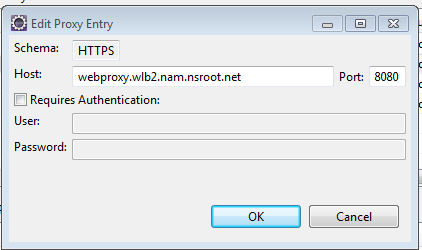 Edit Proxy Entry
Schema: HTTPS
Host: webproxy.wlb2.nam.nsroot.net Port: 8080
Requires Authentication:
User:
Password:
OK Cancel